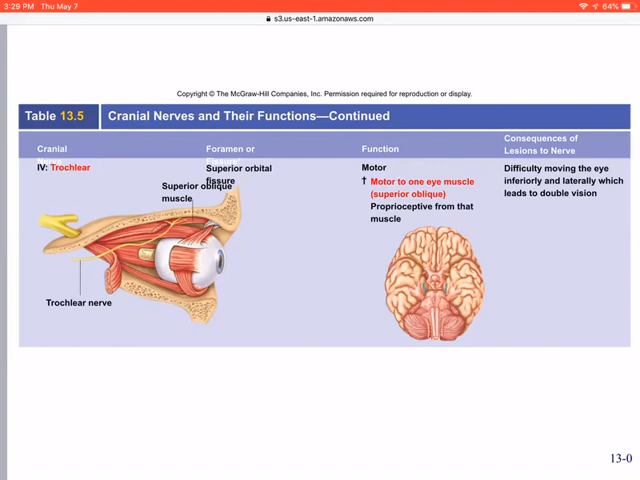 3:29 PM Thu May 7
64%
s3.us-east-1.amazonaws.com
Copyright © The McGraw-Hill Companies, Inc. Permission required for reproduction or display.
Table 13.5 Cranial Nerves and Their Functions—Continued
Cranial
Foramen or
Fissure*
Function
Consequences of
Lesions to Nerve
IV: Trochlear
Superior orbital
fissure
Motor
† Motor to one eye muscle
(superior oblique)
Proprioceptive from that
muscle
Difficulty moving the eye
inferiorly and laterally which
leads to double vision
Superior oblique
muscle
Trochlear nerve
13-0